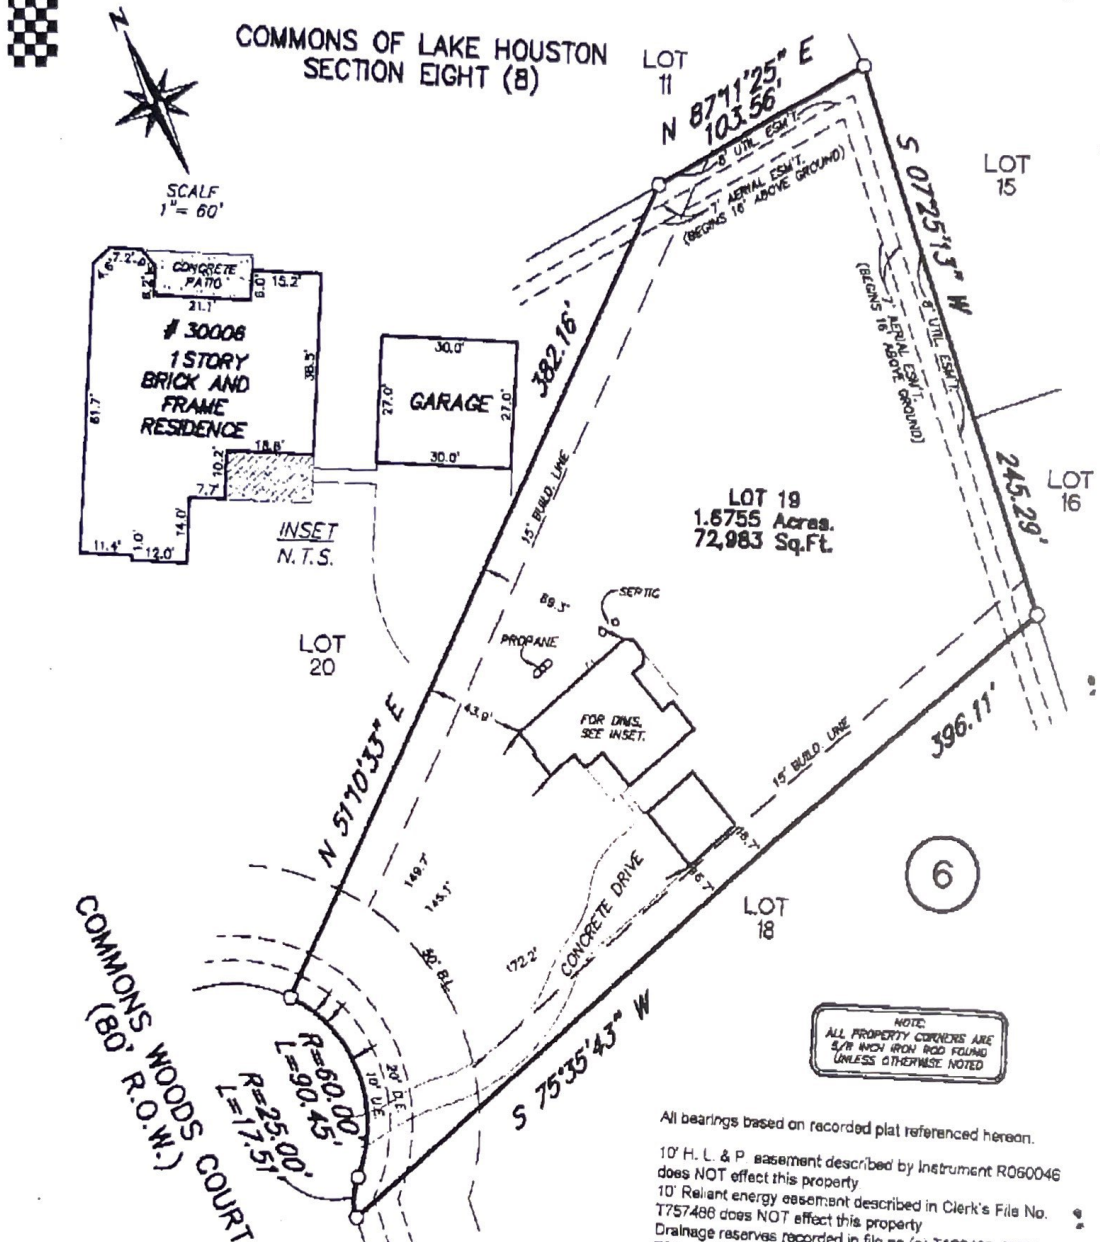 COMMONS OF LAKE HOUSTON
SECTION EIGHT (8)
Z
SCALE
1"= 60'
LOT
11
N 87°11'25" E
103.56'
8' UTIL. ESM'T.
7' AERIAL ESM'T.
(BEGINS 16' ABOVE GROUND)
S 07°25'13" W
245.29'
LOT
15
8' UTIL. ESM'T.
7' AERIAL ESM'T.
(BEGINS 16' ABOVE GROUND)
LOT
16
7.2'
CONCRETE
PATIO
6.0'
15.2'
21.1'
# 30006
1 STORY
BRICK AND
FRAME
RESIDENCE
38.5'
61.7'
18.8'
10.2'
7.7'
14.0'
11.4'
1.0'
12.0'
INSET
N.T.S.
30.0'
27.0'
GARAGE
27.0'
30.0'
382.16'
15' BUILD. LINE
N 51°10'33" E
LOT 19
1.6755 Acres.
72,983 Sq.Ft.
SEPTIC
PROPANE
43.9'
FOR DIMS.
SEE INSET.
LOT
20
396.11'
15' BUILD. LINE
S 75°35'43" W
16.7'
CONCRETE DRIVE
149.7'
145.1'
172.2'
LOT
18
6
COMMONS WOODS COURT
(80' R.O.W.)
R=60.00'
L=90.45'
R=25.00'
L=17.51'
10' U.E.
20' D.E.
NOTE:
ALL PROPERTY CORNERS ARE
5/8 INCH IRON ROD FOUND
UNLESS OTHERWISE NOTED
All bearings based on recorded plat referenced hereon.
10' H. L. & P. easement described by Instrument R060046
does NOT effect this property
10' Reliant energy easement described in Clerk's File No.
T757486 does NOT effect this property
Drainage reserves recorded in file no